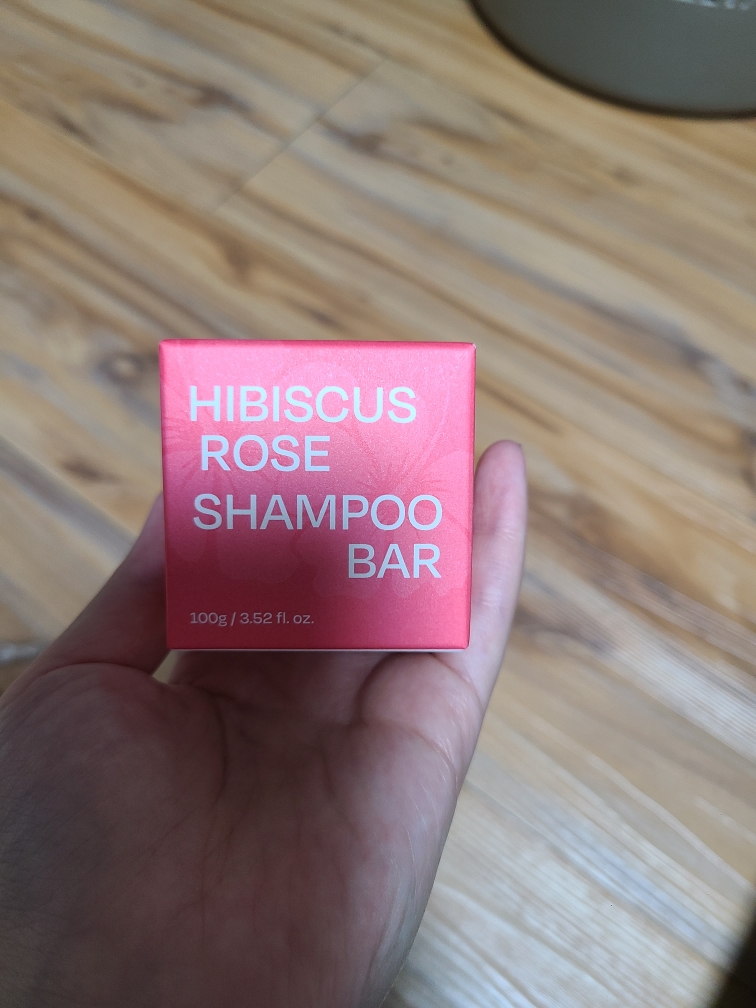 HIBISCUS
ROSE
SHAMPOO
BAR
100g / 3.52 fl. oz.